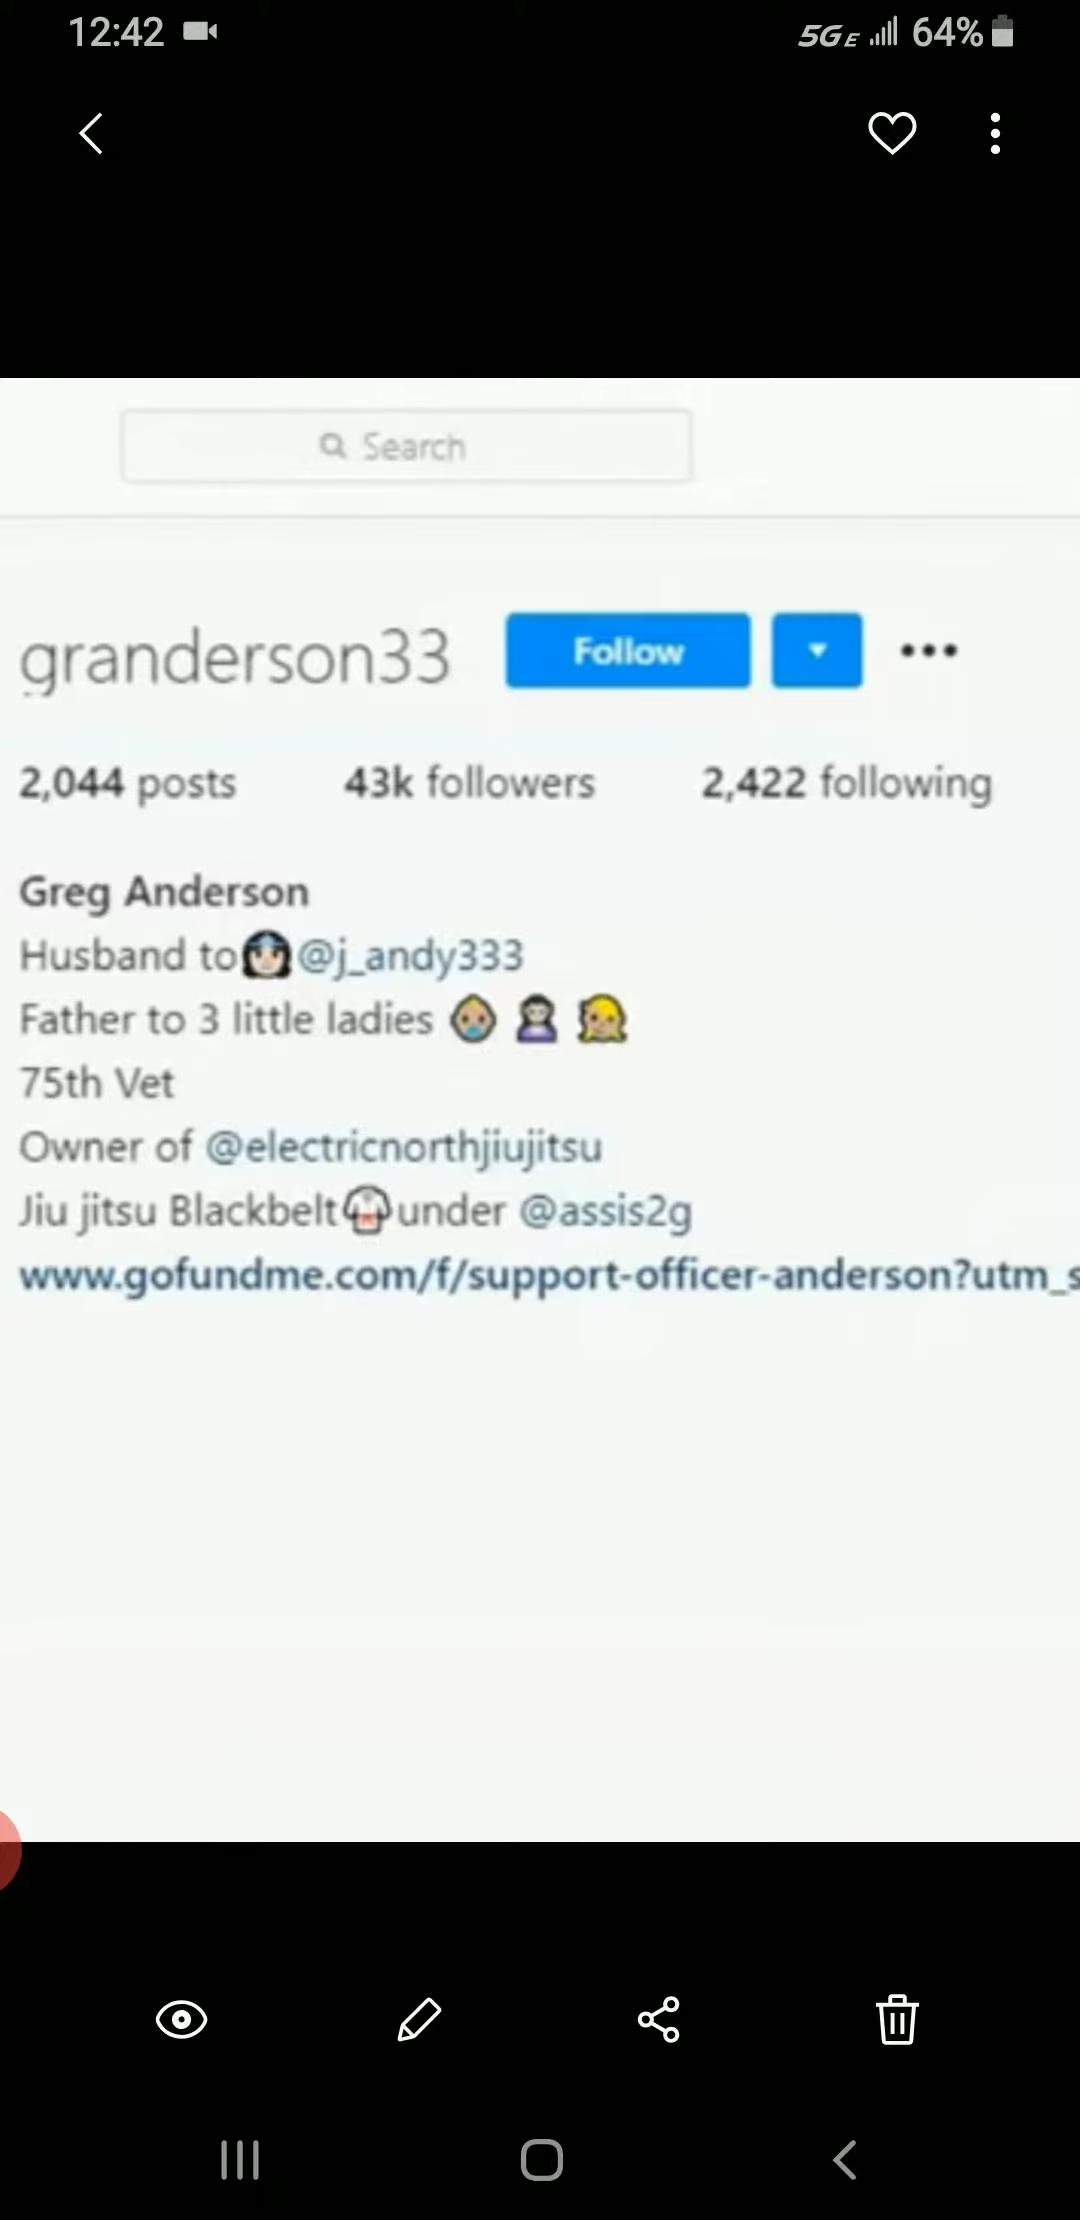 12:42 5GE 64%
Search
granderson33 Follow
2,044 posts 43k followers 2,422 following
Greg Anderson
Husband to @j_andy333
Father to 3 little ladies
75th Vet
Owner of @electricnorthjiujitsu
Jiu jitsu Blackbelt under @assis2g
www.gofundme.com/f/support-officer-anderson?utm_s